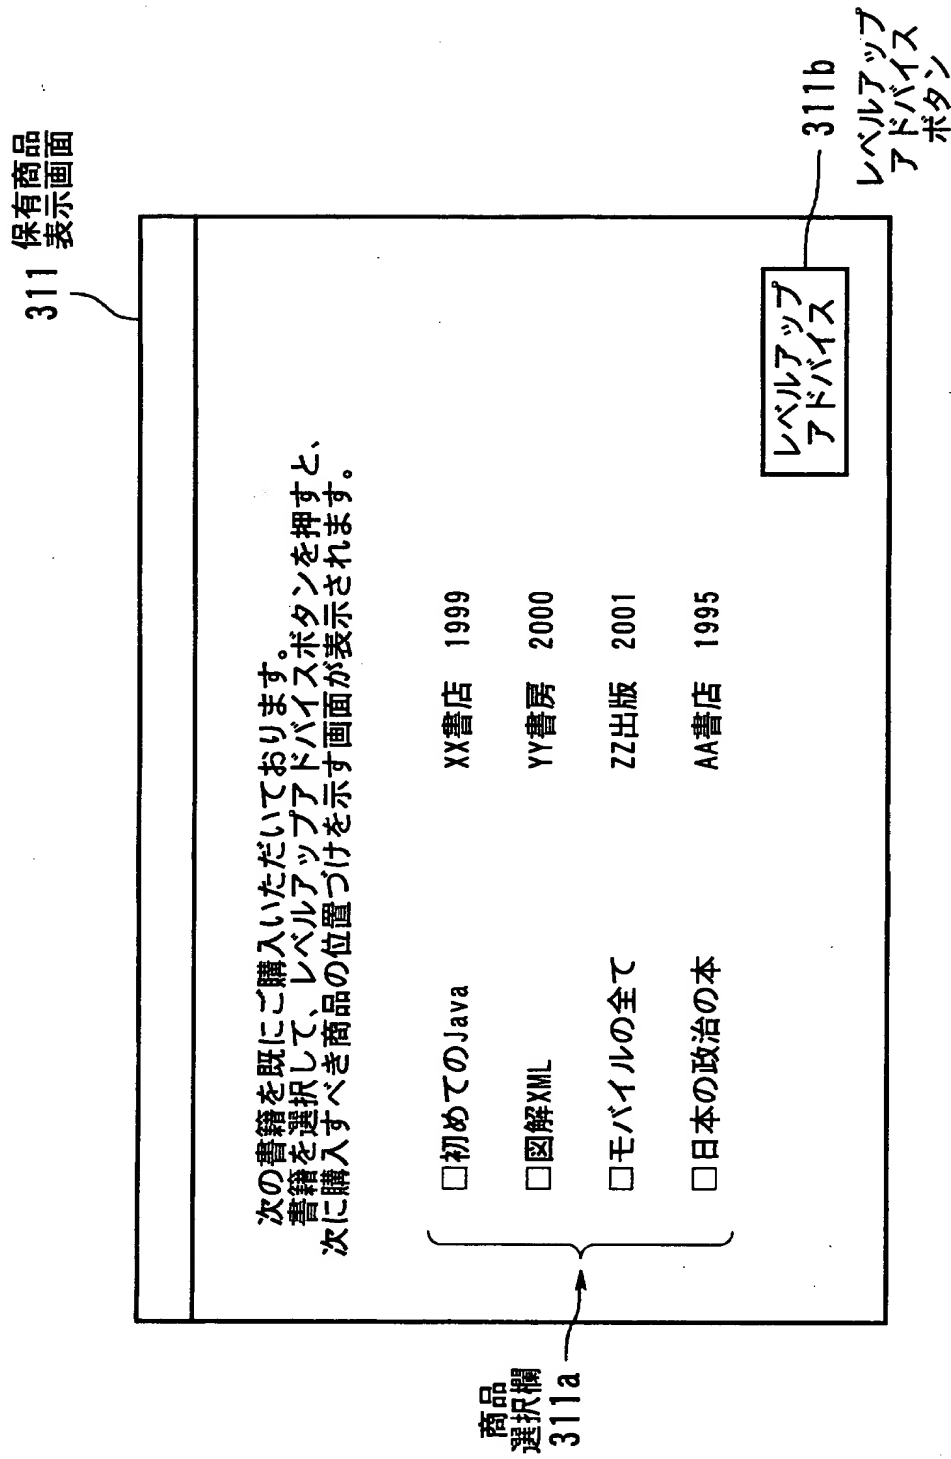 311 保有商品
表示画面
次の書籍を既にご購入いただいております。
書籍を選択して、レベルアップアドバイスボタンを押すと、
次に購入すべき商品の位置づけを示す画面が表示されます。
商品
選択欄
311a
□初めてのJava XX書店 1999
□図解XML YY書房 2000
□モバイルの全て ZZ出版 2001
□日本の政治の本 AA書店 1995
レベルアップ
アドバイス
311b
レベルアップ
アドバイス
ボタン